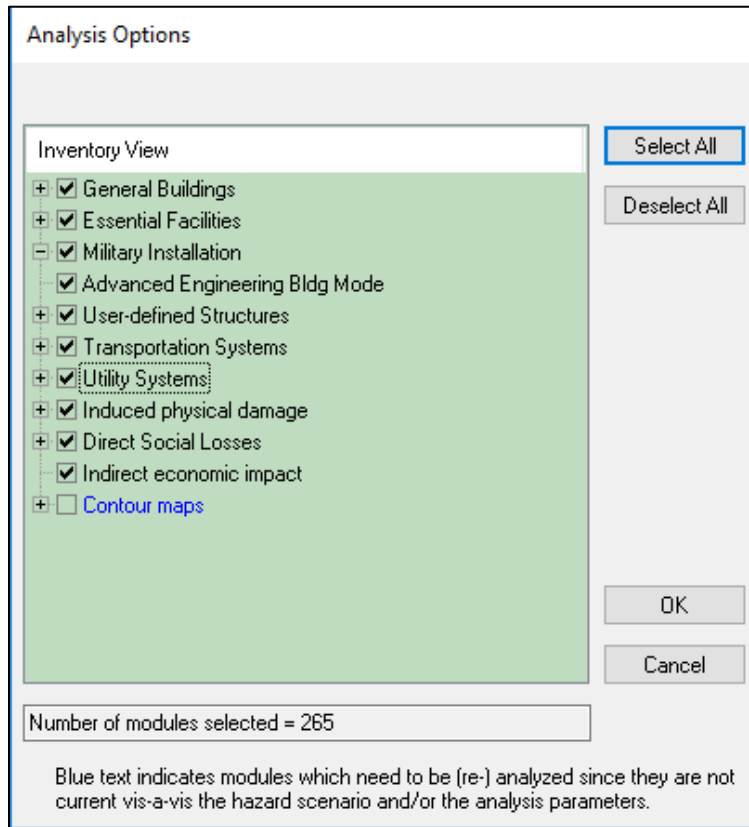 Analysis Options
Inventory View
Select All
General Buildings
Deselect All
Essential Facilities
Military Installation
Advanced Engineering Bldg Mode
User-defined Structures
Transportation Systems
Utility Systems
Induced physical damage
Direct Social Losses
Indirect economic impact
Contour maps
OK
Cancel
Number of modules selected = 265
Blue text indicates modules which need to be (re-) analyzed since they are not
current vis-a-vis the hazard scenario and/or the analysis parameters.